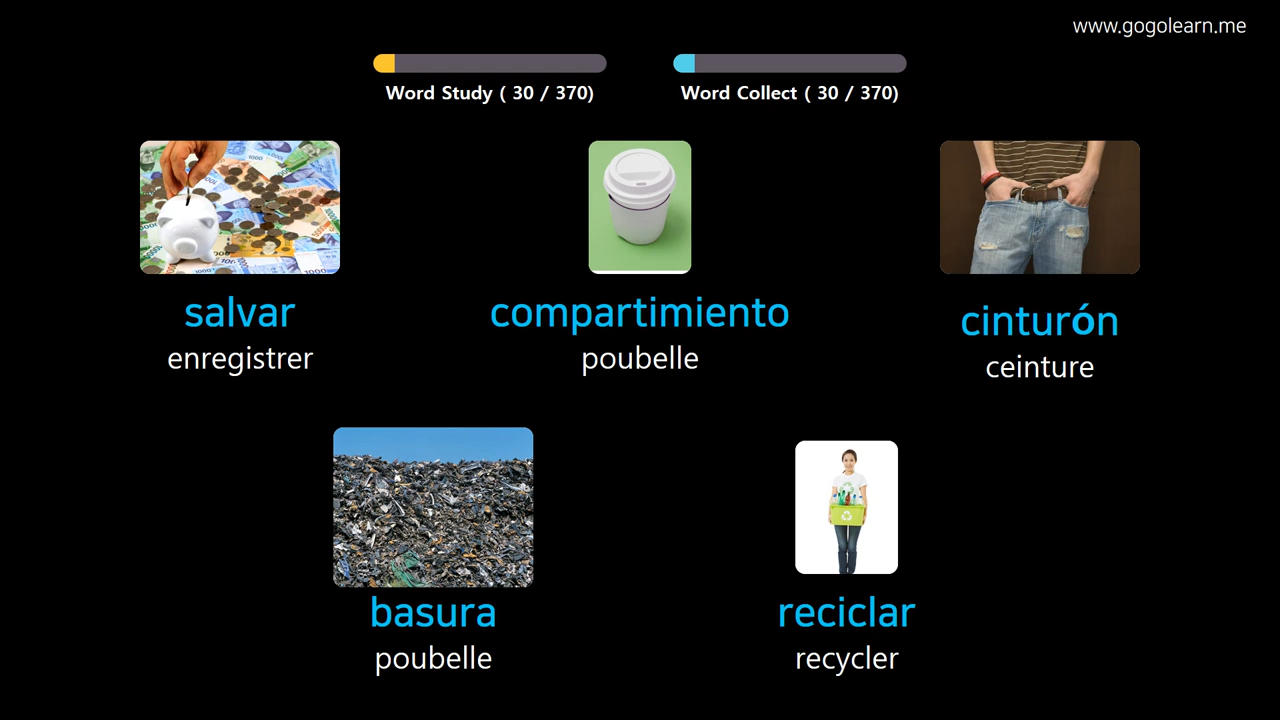 www.gogolearn.me
Word Study ( 30 / 370)
Word Collect ( 30 / 370)
salvar
enregistrer
compartimiento
poubelle
cinturón
ceinture
basura
poubelle
reciclar
recycler